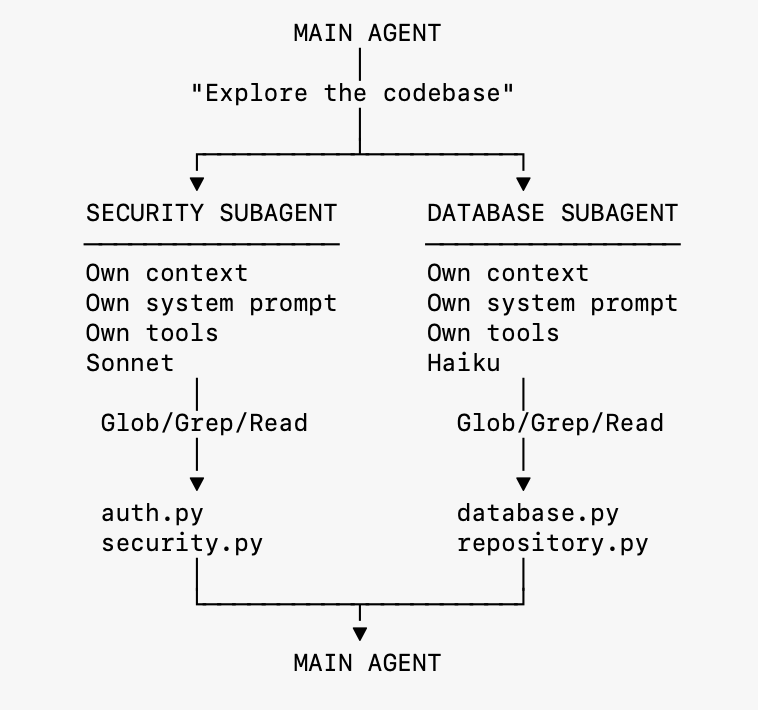 MAIN AGENT
"Explore the codebase"
SECURITY SUBAGENT
Own context
Own system prompt
Own tools
Sonnet
Glob/Grep/Read
auth.py
security.py
DATABASE SUBAGENT
Own context
Own system prompt
Own tools
Haiku
Glob/Grep/Read
database.py
repository.py
MAIN AGENT